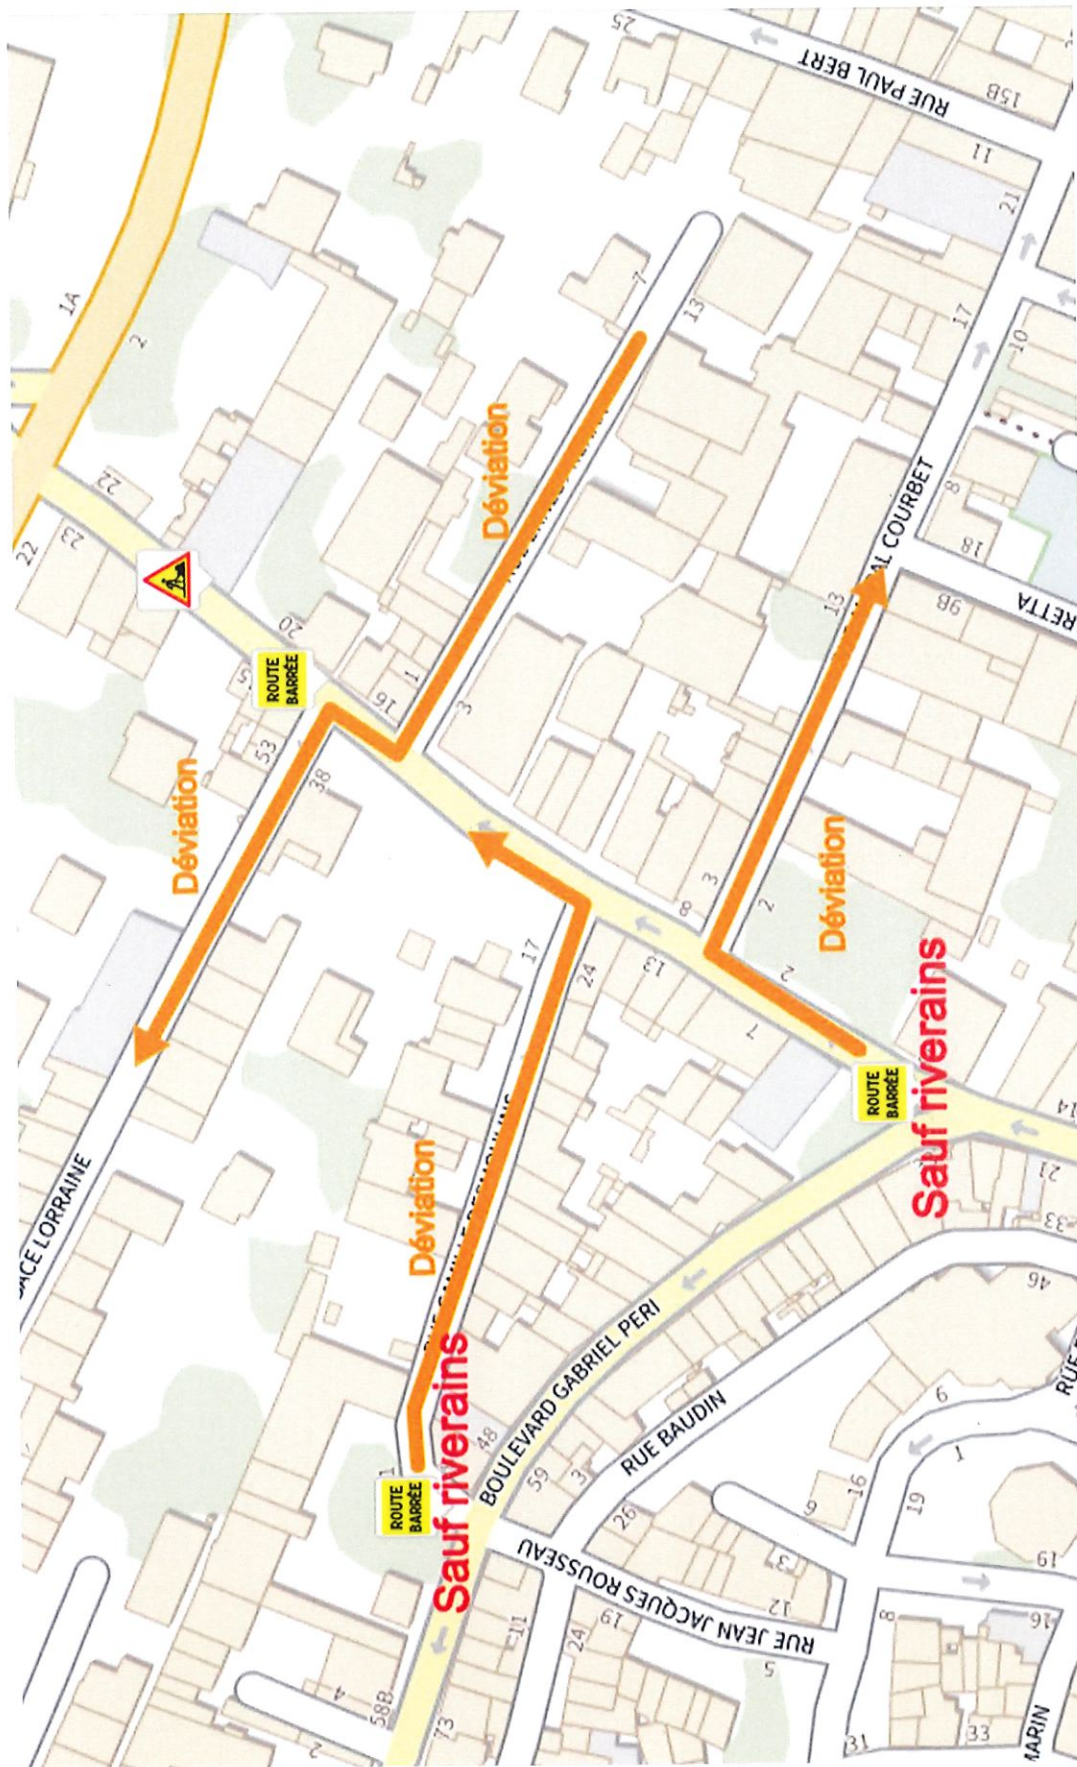 25
RUE PAUL BERT
15B
11
21
1A
2
7
13
17
10
22
22
23
Déviation
8
18
AL COURBET
13
9B
RETTA
20
ROUTE
BARRÉE
16
1
3
53
38
Déviation
3
2
8
Déviation
13
2
7
17
24
ROUTE
BARRÉE
Sauf riverains
14
21
33
46
ACE LORRAINE
Déviation
BOULEVARD GABRIEL PERI
RUE BAUDIN
48
59
3
1
ROUTE
BARRÉE
Sauf riverains
26
6
16
9
1
19
19
RUE JEAN JACQUES ROUSSEAU
3
12
11
24
19
5
8
16
4
2
58B
73
31
33
MARIN